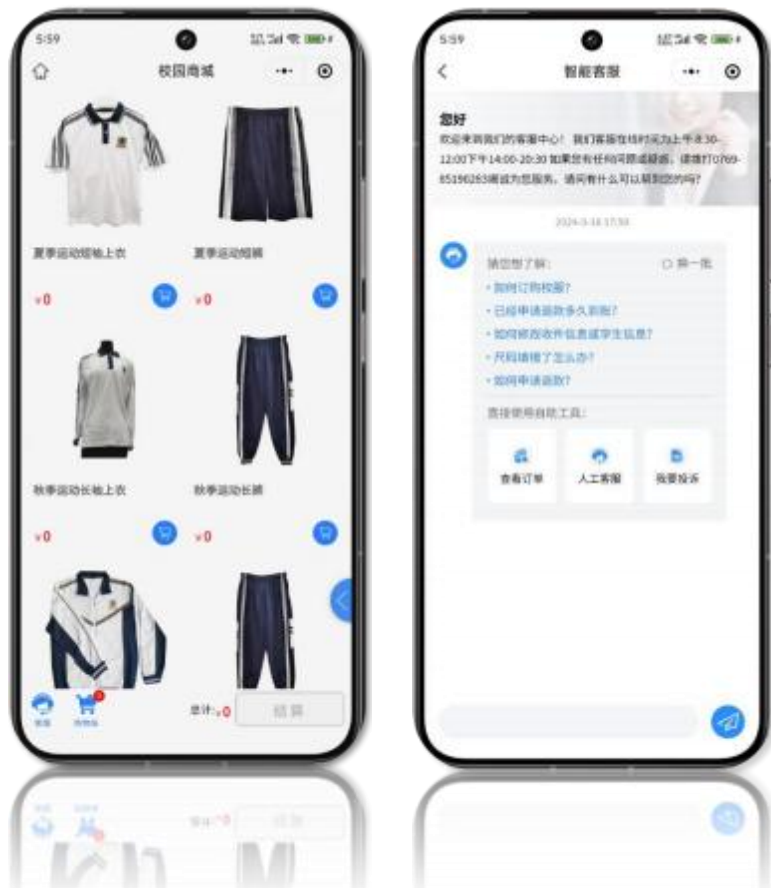 5:59
校园商城
夏季运动短袖上衣
夏季运动短裤
¥0
¥0
秋季运动长袖上衣
秋季运动长裤
¥0
¥0
客服
购物车
总计:¥0
结算
5:59
智能客服
您好
欢迎来到我们的客服中心！ 我们客服在线时间为上午8:30-
12:00下午14:00-20:30 如果您有任何问题或疑惑，请拨打0769-
85190263竭诚为您服务。请问有什么可以帮到您的吗?
猜您想了解:
换一批
·如何订购校服?
·已经申请退款多久到账?
·如何修改收件信息或学生信息?
·尺码填错了怎么办?
·如何申请退款?
直接使用自助工具:
查看订单
人工客服
我要投诉